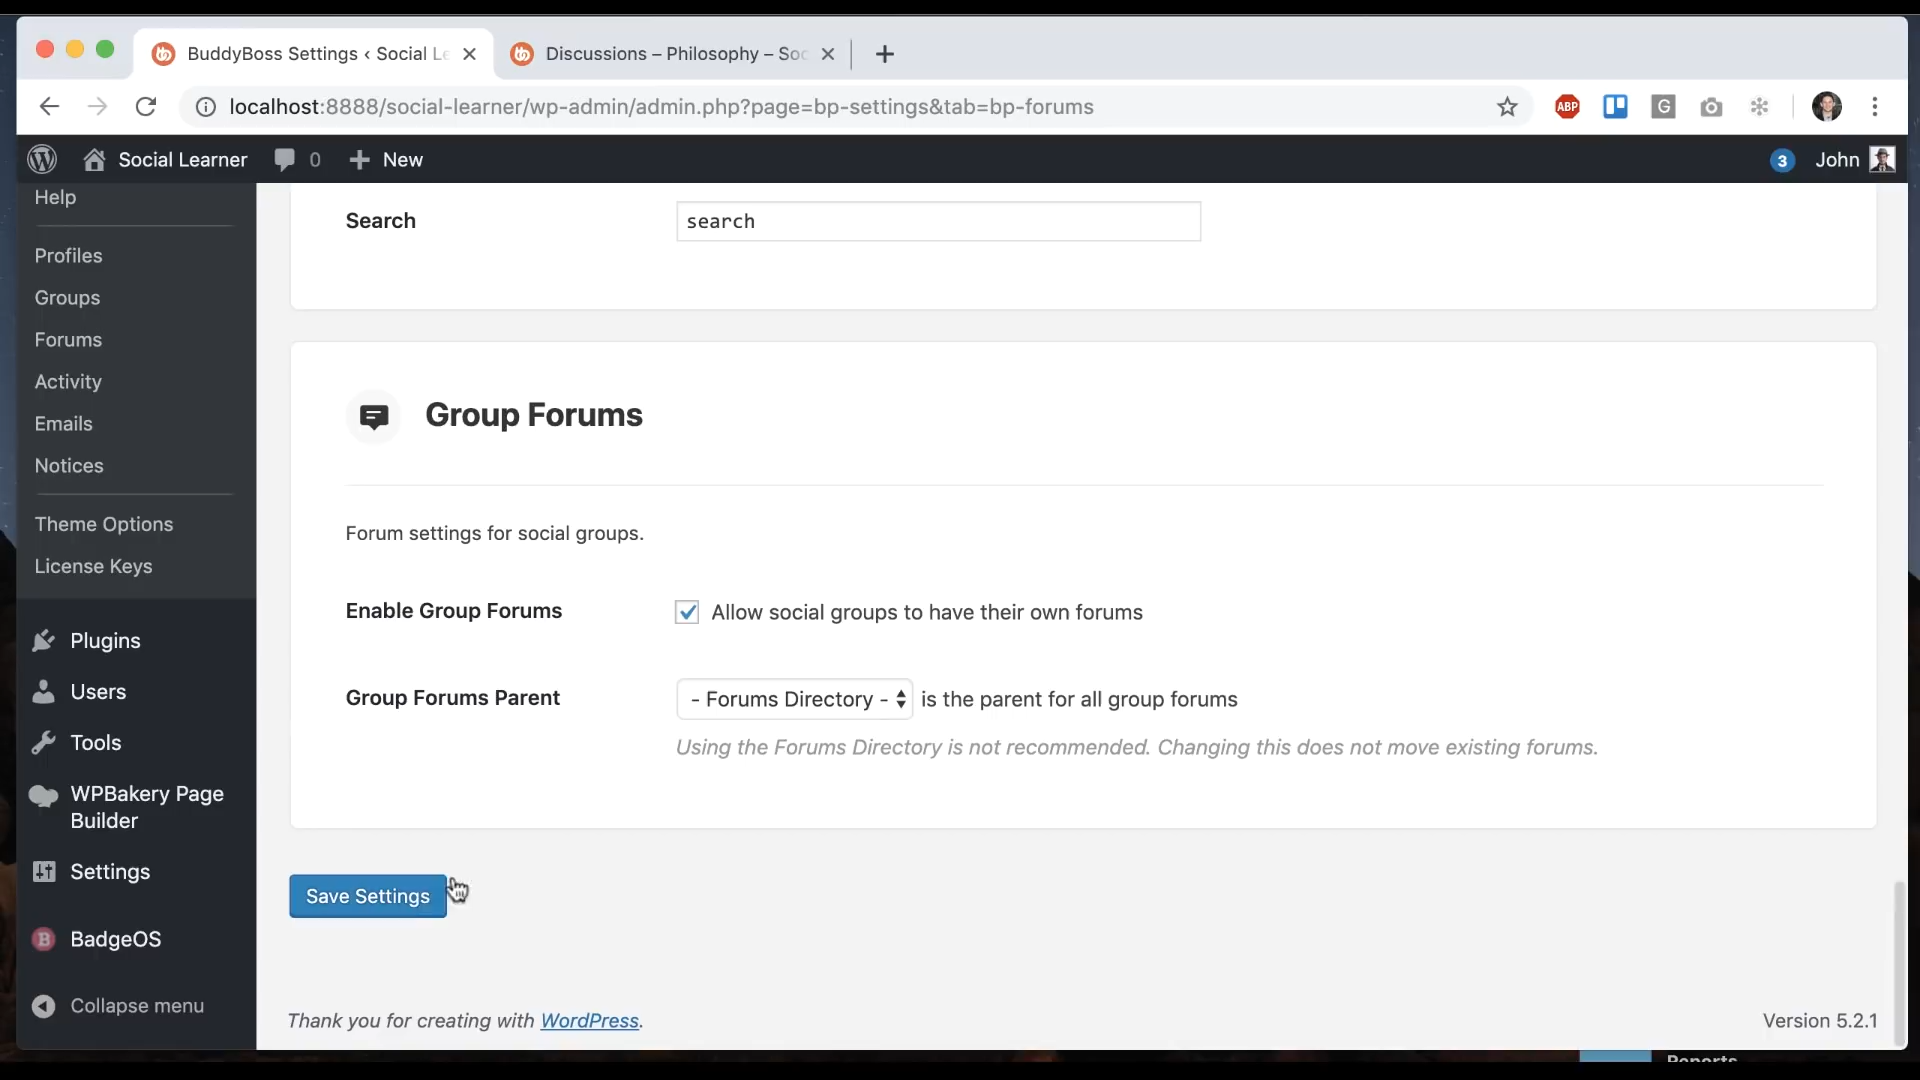 BuddyBoss Settings ‹ Social Le
Discussions – Philosophy – Soc
localhost:8888/social-learner/wp-admin/admin.php?page=bp-settings&tab=bp-forums
ABP
G
Social Learner
0
New
3
John
Help
Profiles
Groups
Forums
Activity
Emails
Notices
Theme Options
License Keys
Plugins
Users
Tools
WPBakery Page
Builder
Settings
BadgeOS
Collapse menu
Search
search
Group Forums
Forum settings for social groups.
Enable Group Forums
Allow social groups to have their own forums
Group Forums Parent
- Forums Directory -
is the parent for all group forums
Using the Forums Directory is not recommended. Changing this does not move existing forums.
Save Settings
Thank you for creating with WordPress.
Version 5.2.1
Reports